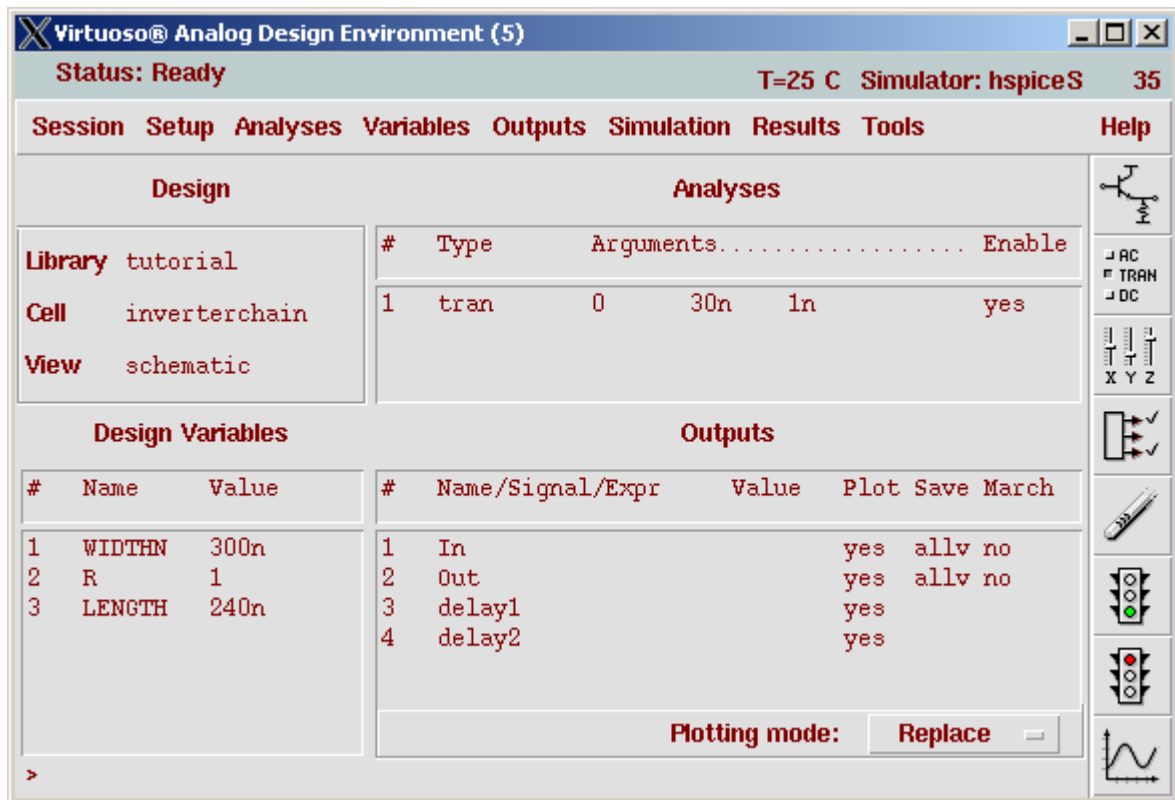 Virtuoso® Analog Design Environment (5)
Status: Ready T=25 C Simulator: hspiceS 35
Session Setup Analyses Variables Outputs Simulation Results Tools Help
Design
Library tutorial
Cell inverterchain
View schematic
Analyses
# Type Arguments................... Enable
1 tran 0 30n 1n yes
Design Variables
# Name Value
1 WIDTHN 300n
2 R 1
3 LENGTH 240n
Outputs
# Name/Signal/Expr Value Plot Save March
1 In yes allv no
2 Out yes allv no
3 delay1 yes
4 delay2 yes
Plotting mode: Replace
>
AC
TRAN
DC
X Y Z